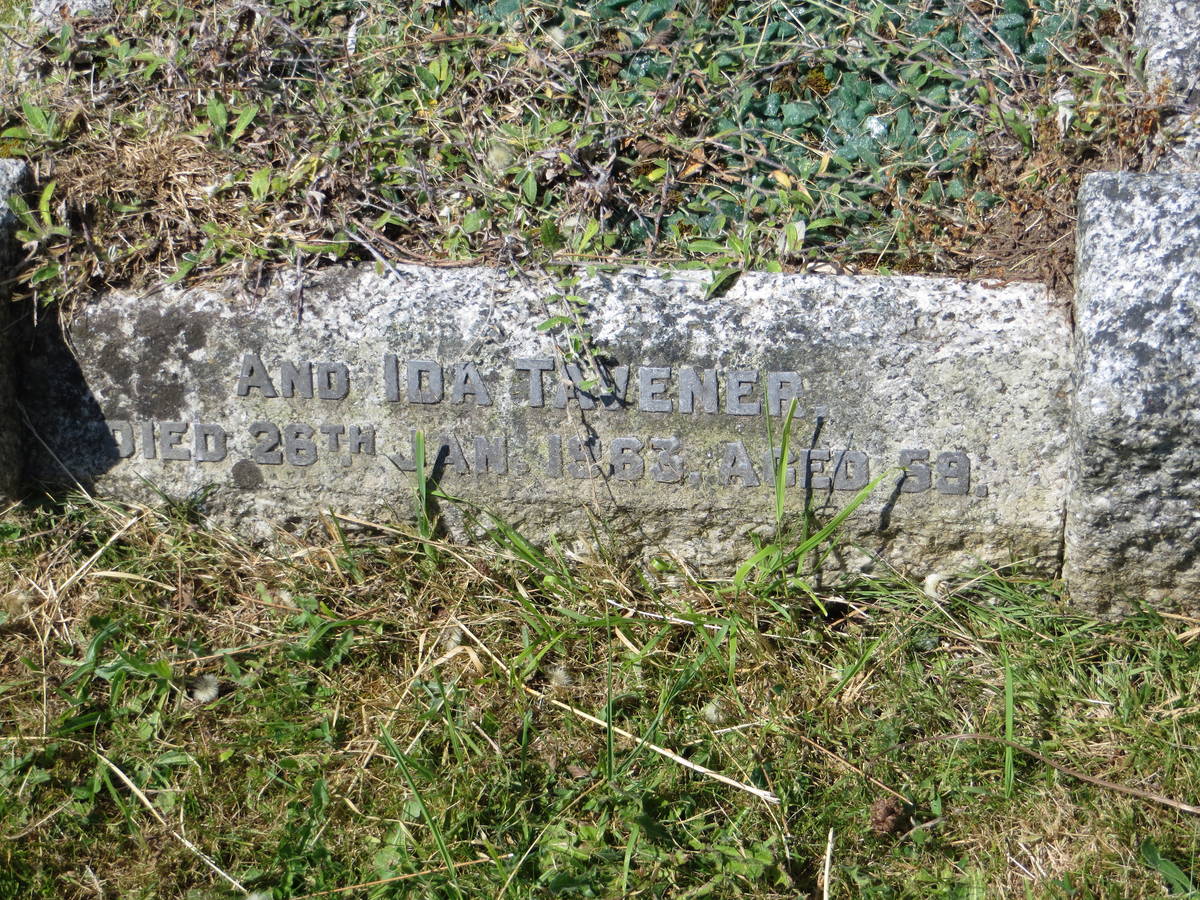 AND IDA TAVENER.
DIED 26TH JAN. 1963, AGED 59.